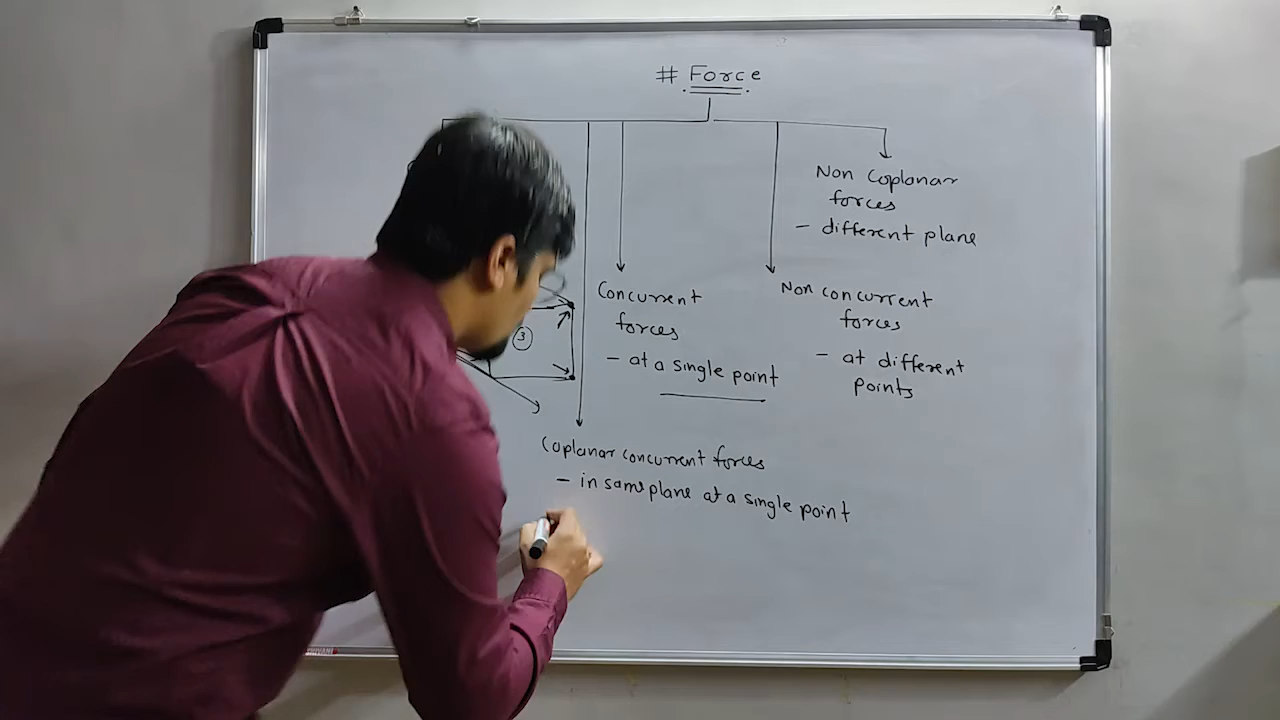 # Force
Non Coplanar
forces
- different plane
Concurrent
forces
- at a single point
Non concurrent
forces
- at different
points
3
Coplanar concurrent forces
- in same plane at a single point